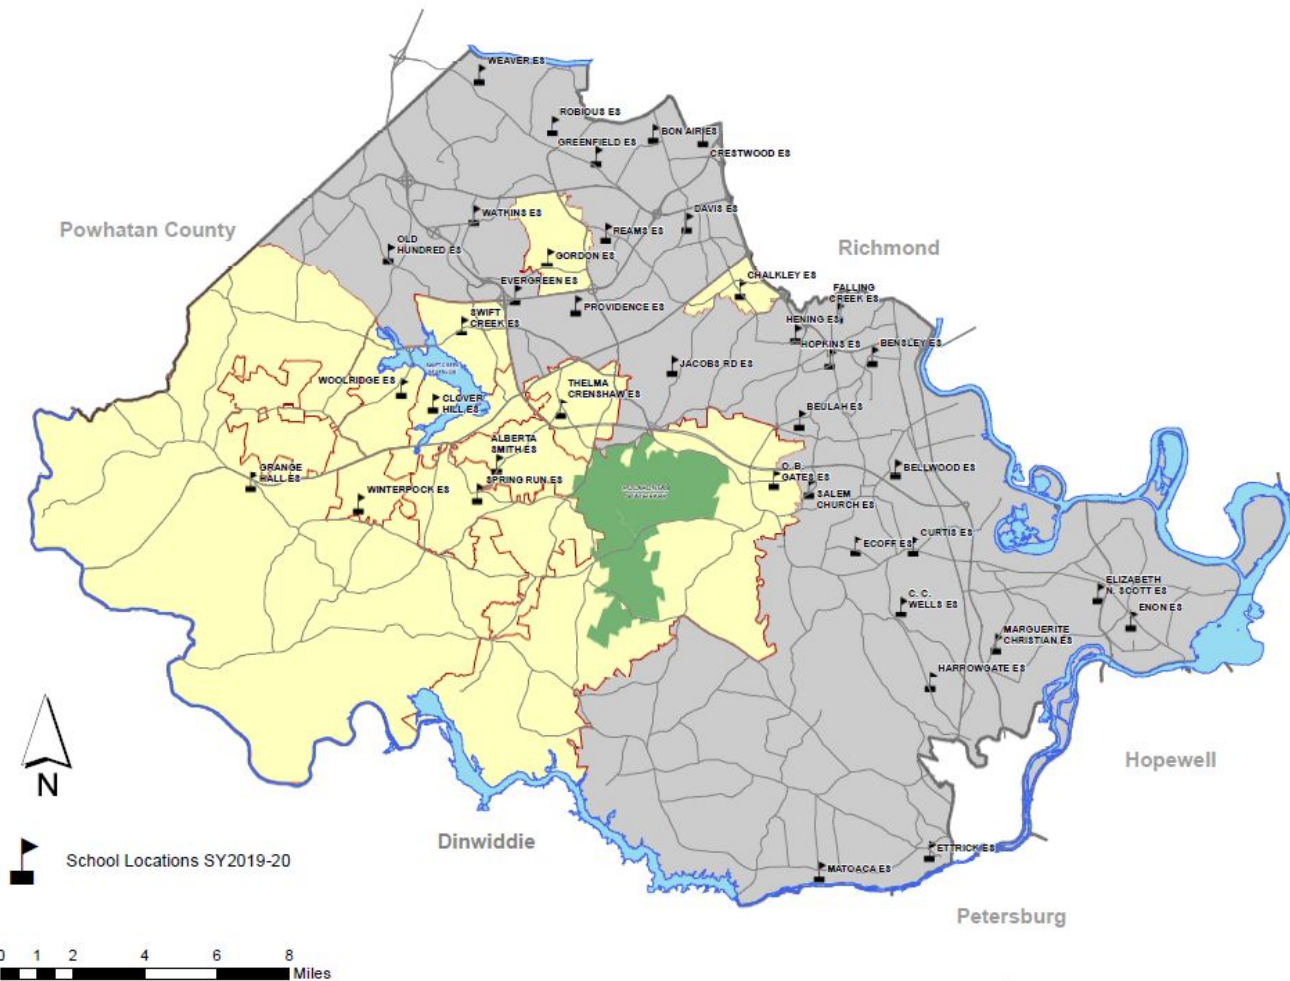 WEAVER ES
ROBIOUS ES
GREENFIELD ES
BON AIR ES
CRESTWOOD ES
WATKINS ES
DAVIS ES
REAMS ES
Powhatan County
OLD
HUNDRED ES
Richmond
GORDON ES
CHALKLEY ES
EVERGREEN ES
FALLING
CREEK ES
PROVIDENCE ES
SWIFT
CREEK ES
HENING ES
HOPKINS ES
BENSLEY ES
JACOBS RD ES
WOOLRIDGE ES
THELMA
CRENSHAW ES
CLOVER
HILL ES
BEULAH ES
ALBERTA
SMITH ES
GRANGE
HALL ES
O. B.
GATES ES
BELLWOOD ES
SPRING RUN ES
WINTERPOCK ES
SALEM
CHURCH ES
ECOFF ES
CURTIS ES
ELIZABETH
N. SCOTT ES
C. C.
WELLS ES
ENON ES
MARGUERITE
CHRISTIAN ES
HARROWGATE ES
N
Hopewell
Dinwiddie
School Locations SY2019-20
ETTRICK ES
MATOACA ES
Petersburg
0 1 2 4 6 8
Miles